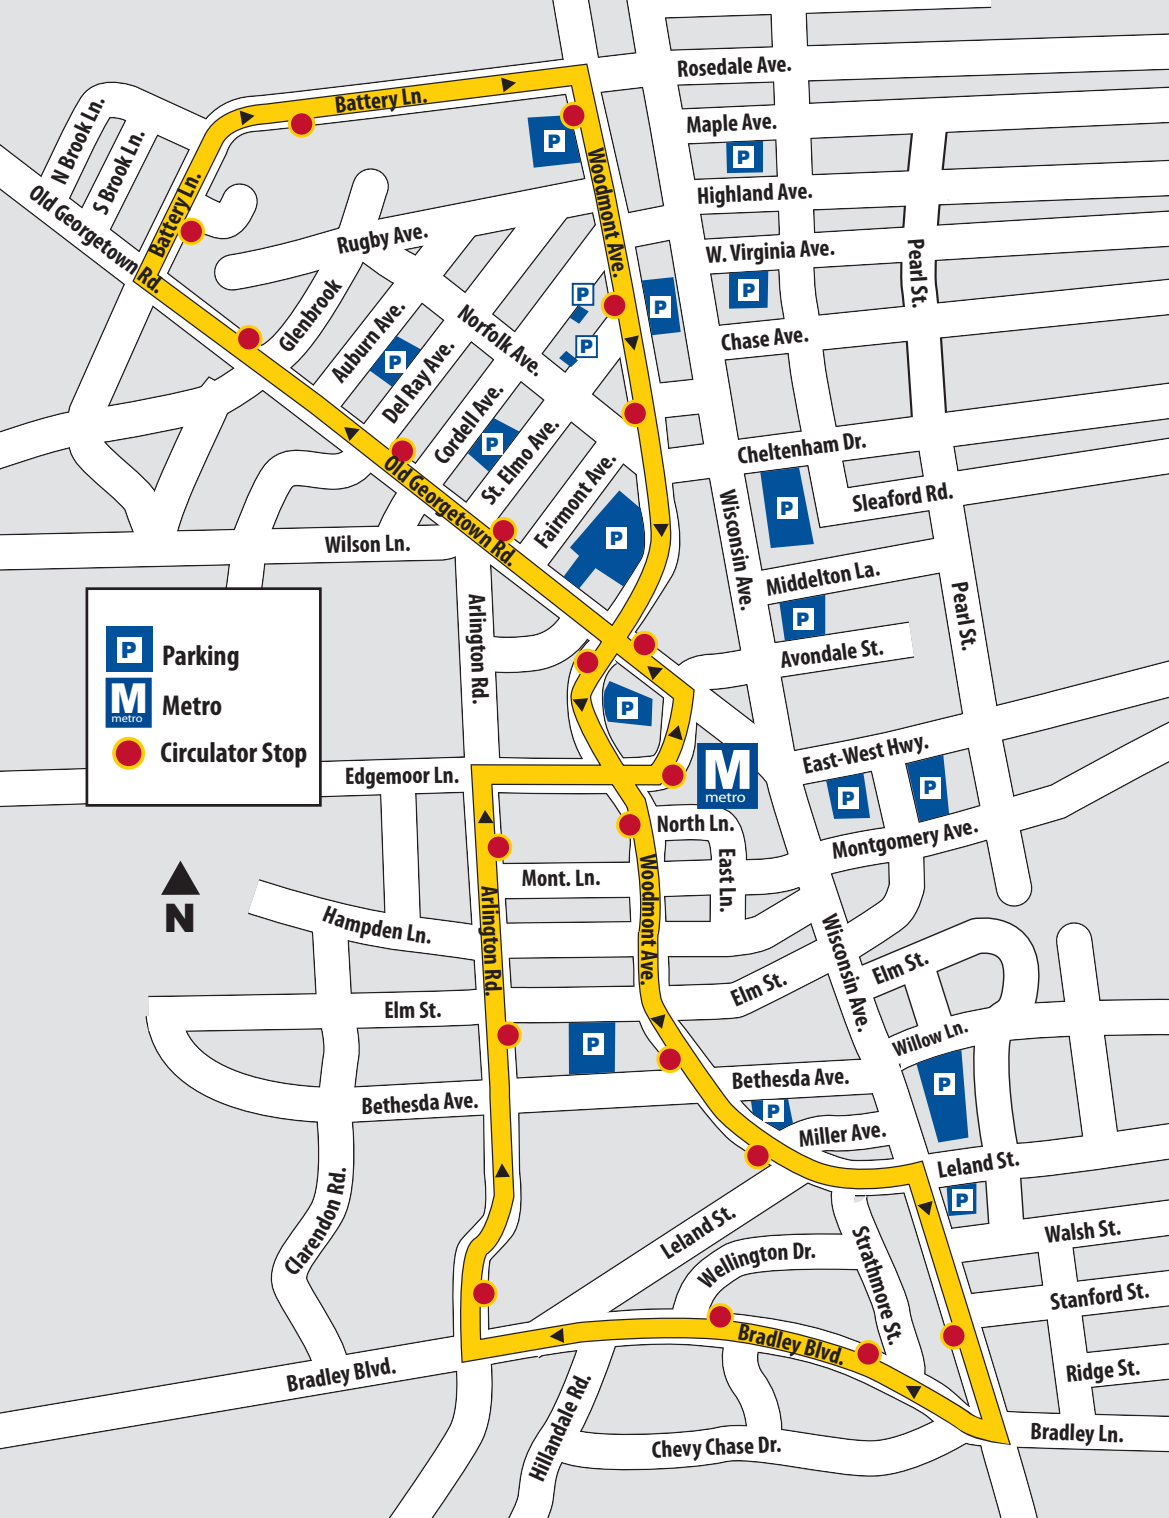 Rosedale Ave.
Battery Ln.
N Brook Ln.
Maple Ave.
P
P
S Brook Ln.
Highland Ave.
Woodmont Ave.
Battery Ln.
Old Georgetown Rd.
Rugby Ave.
W. Virginia Ave.
Pearl St.
P
P
P
Glenbrook
Auburn Ave.
Norfolk Ave.
P
Chase Ave.
P
Del Ray Ave.
Cordell Ave.
P
St. Elmo Ave.
Cheltenham Dr.
Old Georgetown Rd.
Fairmont Ave.
P
Sleaford Rd.
P
Wisconsin Ave.
Wilson Ln.
Middelton La.
Arlington Rd.
Pearl St.
P
Avondale St.
P Parking
M metro Metro
Circulator Stop
P
East-West Hwy.
Edgemoor Ln.
M
metro
P
P
North Ln.
Montgomery Ave.
East Ln.
Mont. Ln.
Woodmont Ave.
Arlington Rd.
N
Hampden Ln.
Wisconsin Ave.
Elm St.
Elm St.
Elm St.
Willow Ln.
P
Bethesda Ave.
P
Bethesda Ave.
P
Miller Ave.
Leland St.
P
Clarendon Rd.
Leland St.
Walsh St.
Wellington Dr.
Strathmore St.
Stanford St.
Bradley Blvd.
Bradley Blvd.
Ridge St.
Hillandale Rd.
Chevy Chase Dr.
Bradley Ln.